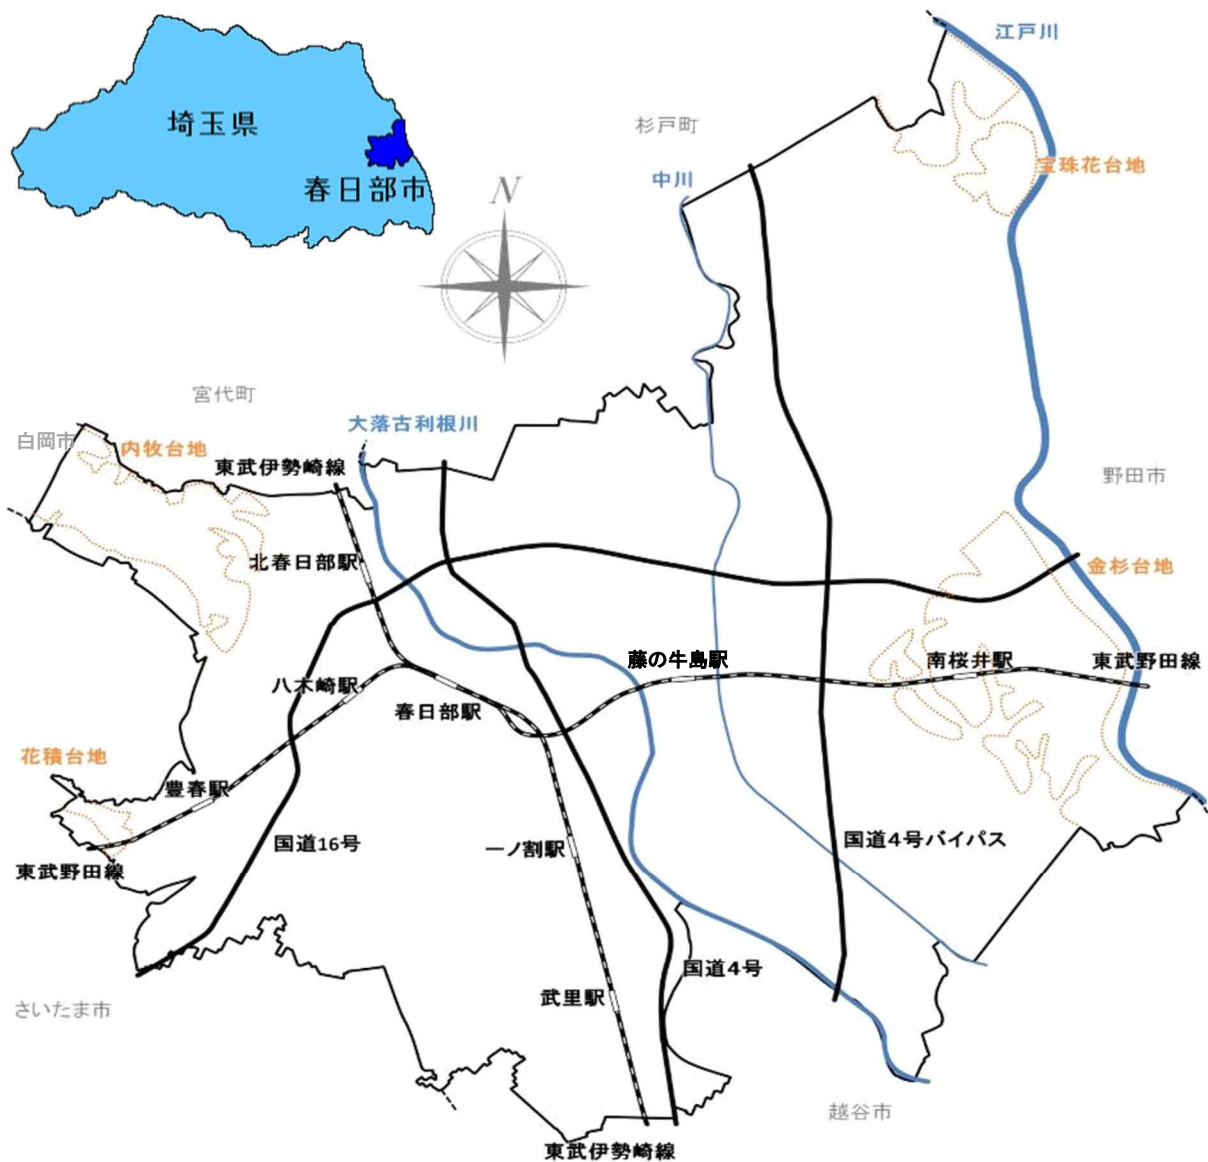 江戸川
埼玉県
杉戸町
宝珠花台地
中川
春日部市
N
宮代町
大落古利根川
白岡市
内牧台地
東武伊勢崎線
野田市
北春日部駅
金杉台地
藤の牛島駅
南桜井駅
東武野田線
八木崎駅
春日部駅
花積台地
豊春駅
国道16号
一ノ割駅
国道4号バイパス
東武野田線
国道4号
武里駅
さいたま市
越谷市
東武伊勢崎線